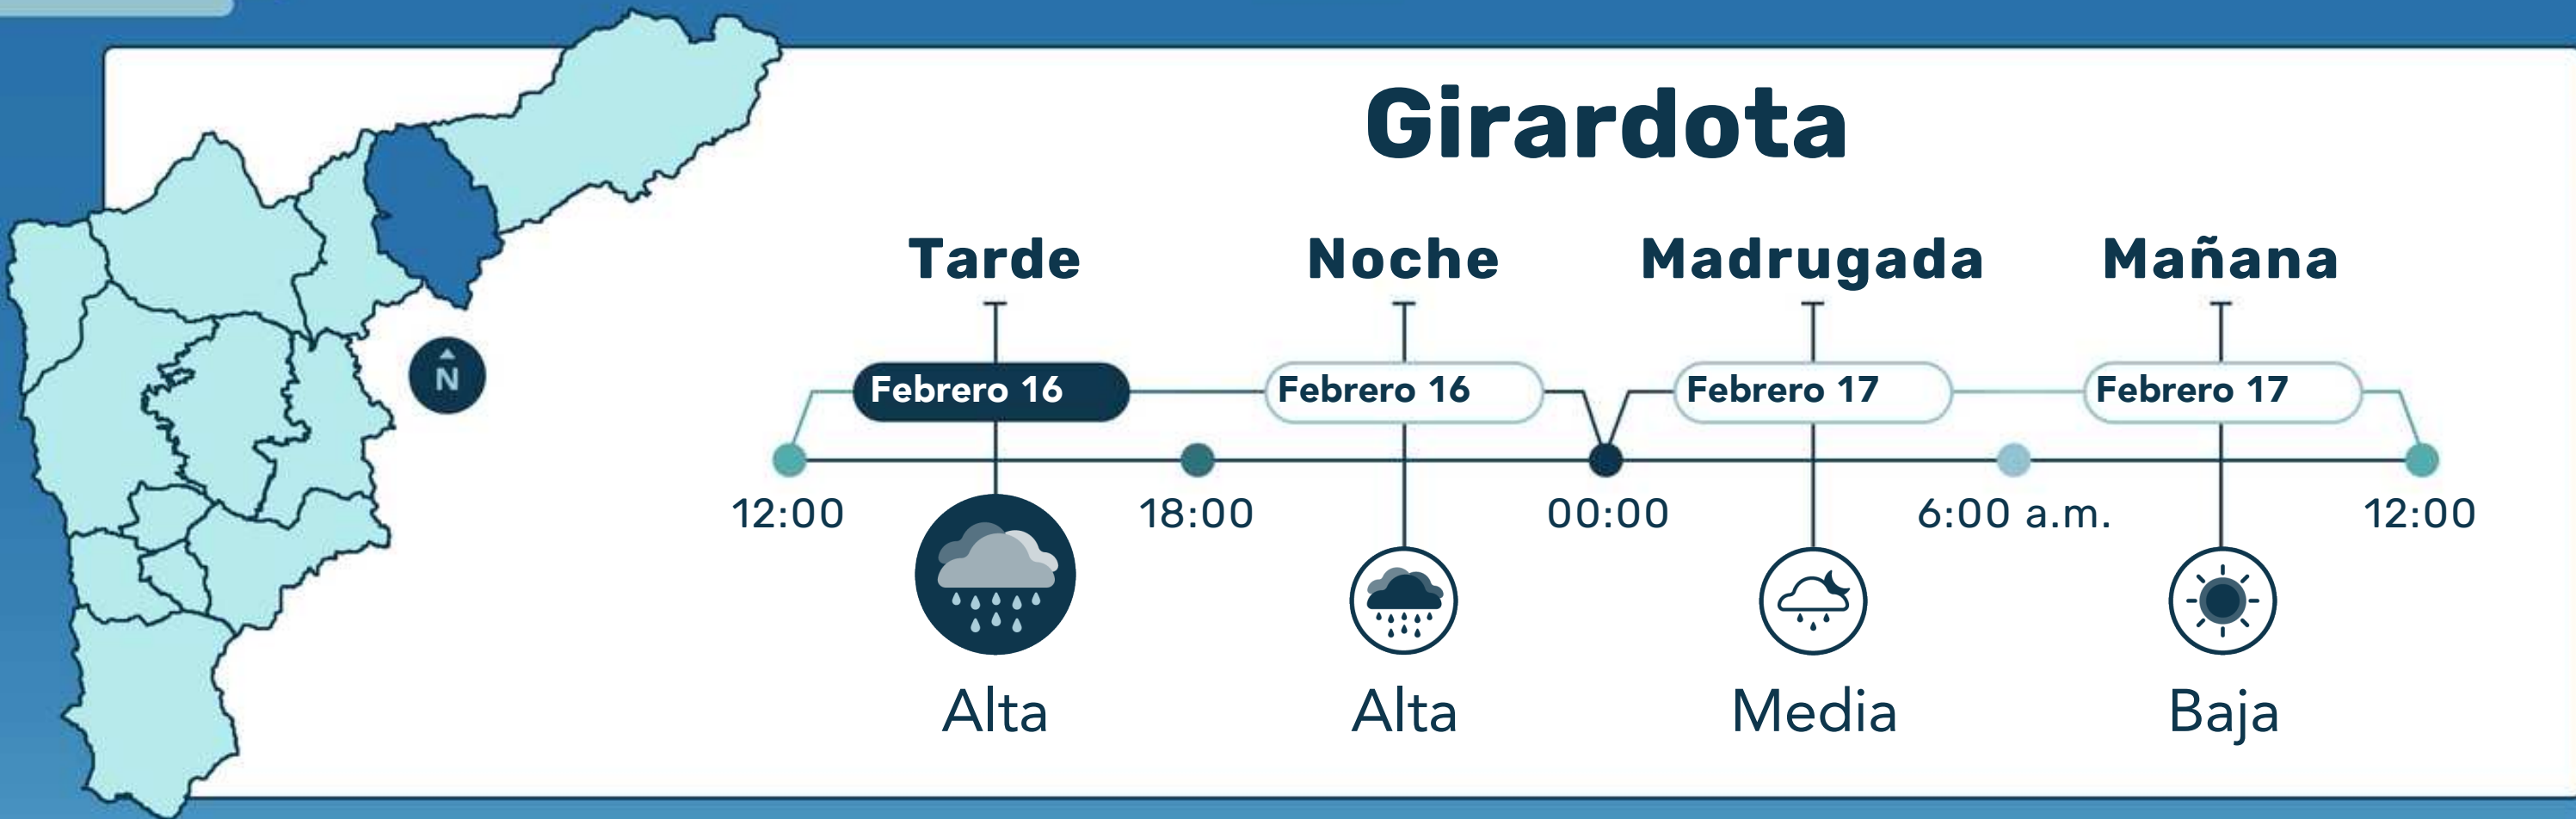 Girardota
Tarde Noche Madrugada Mañana
Febrero 16 Febrero 16 Febrero 17 Febrero 17
N
12:00 18:00 00:00 6:00 a.m. 12:00
Alta Alta Media Baja